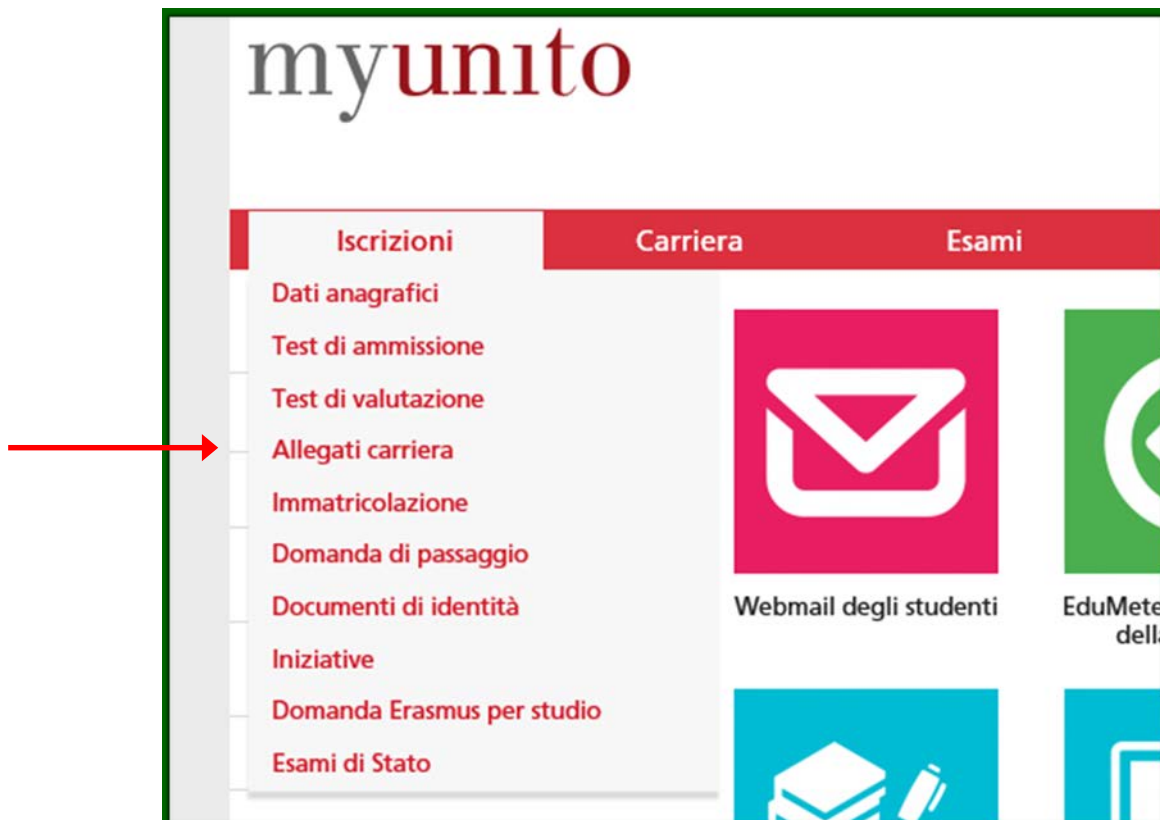 myunito
Iscrizioni Carriera Esami
Dati anagrafici
Test di ammissione
Test di valutazione
Allegati carriera
Immatricolazione
Domanda di passaggio
Documenti di identità
Iniziative
Domanda Erasmus per studio
Esami di Stato
Webmail degli studenti